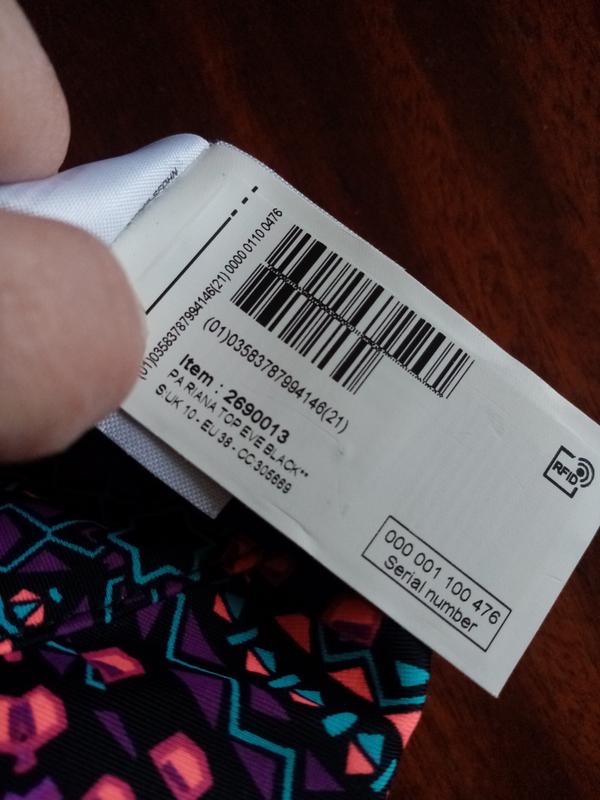 (01)03583787994146(21) 0000 0110 0476
(01)03583787994146(21)
Item : 2690013
PA RIANA TOP EVE BLACK**
S UK 10 - EU 38 - CC 305669
RFID
000 001 100 476
Serial number